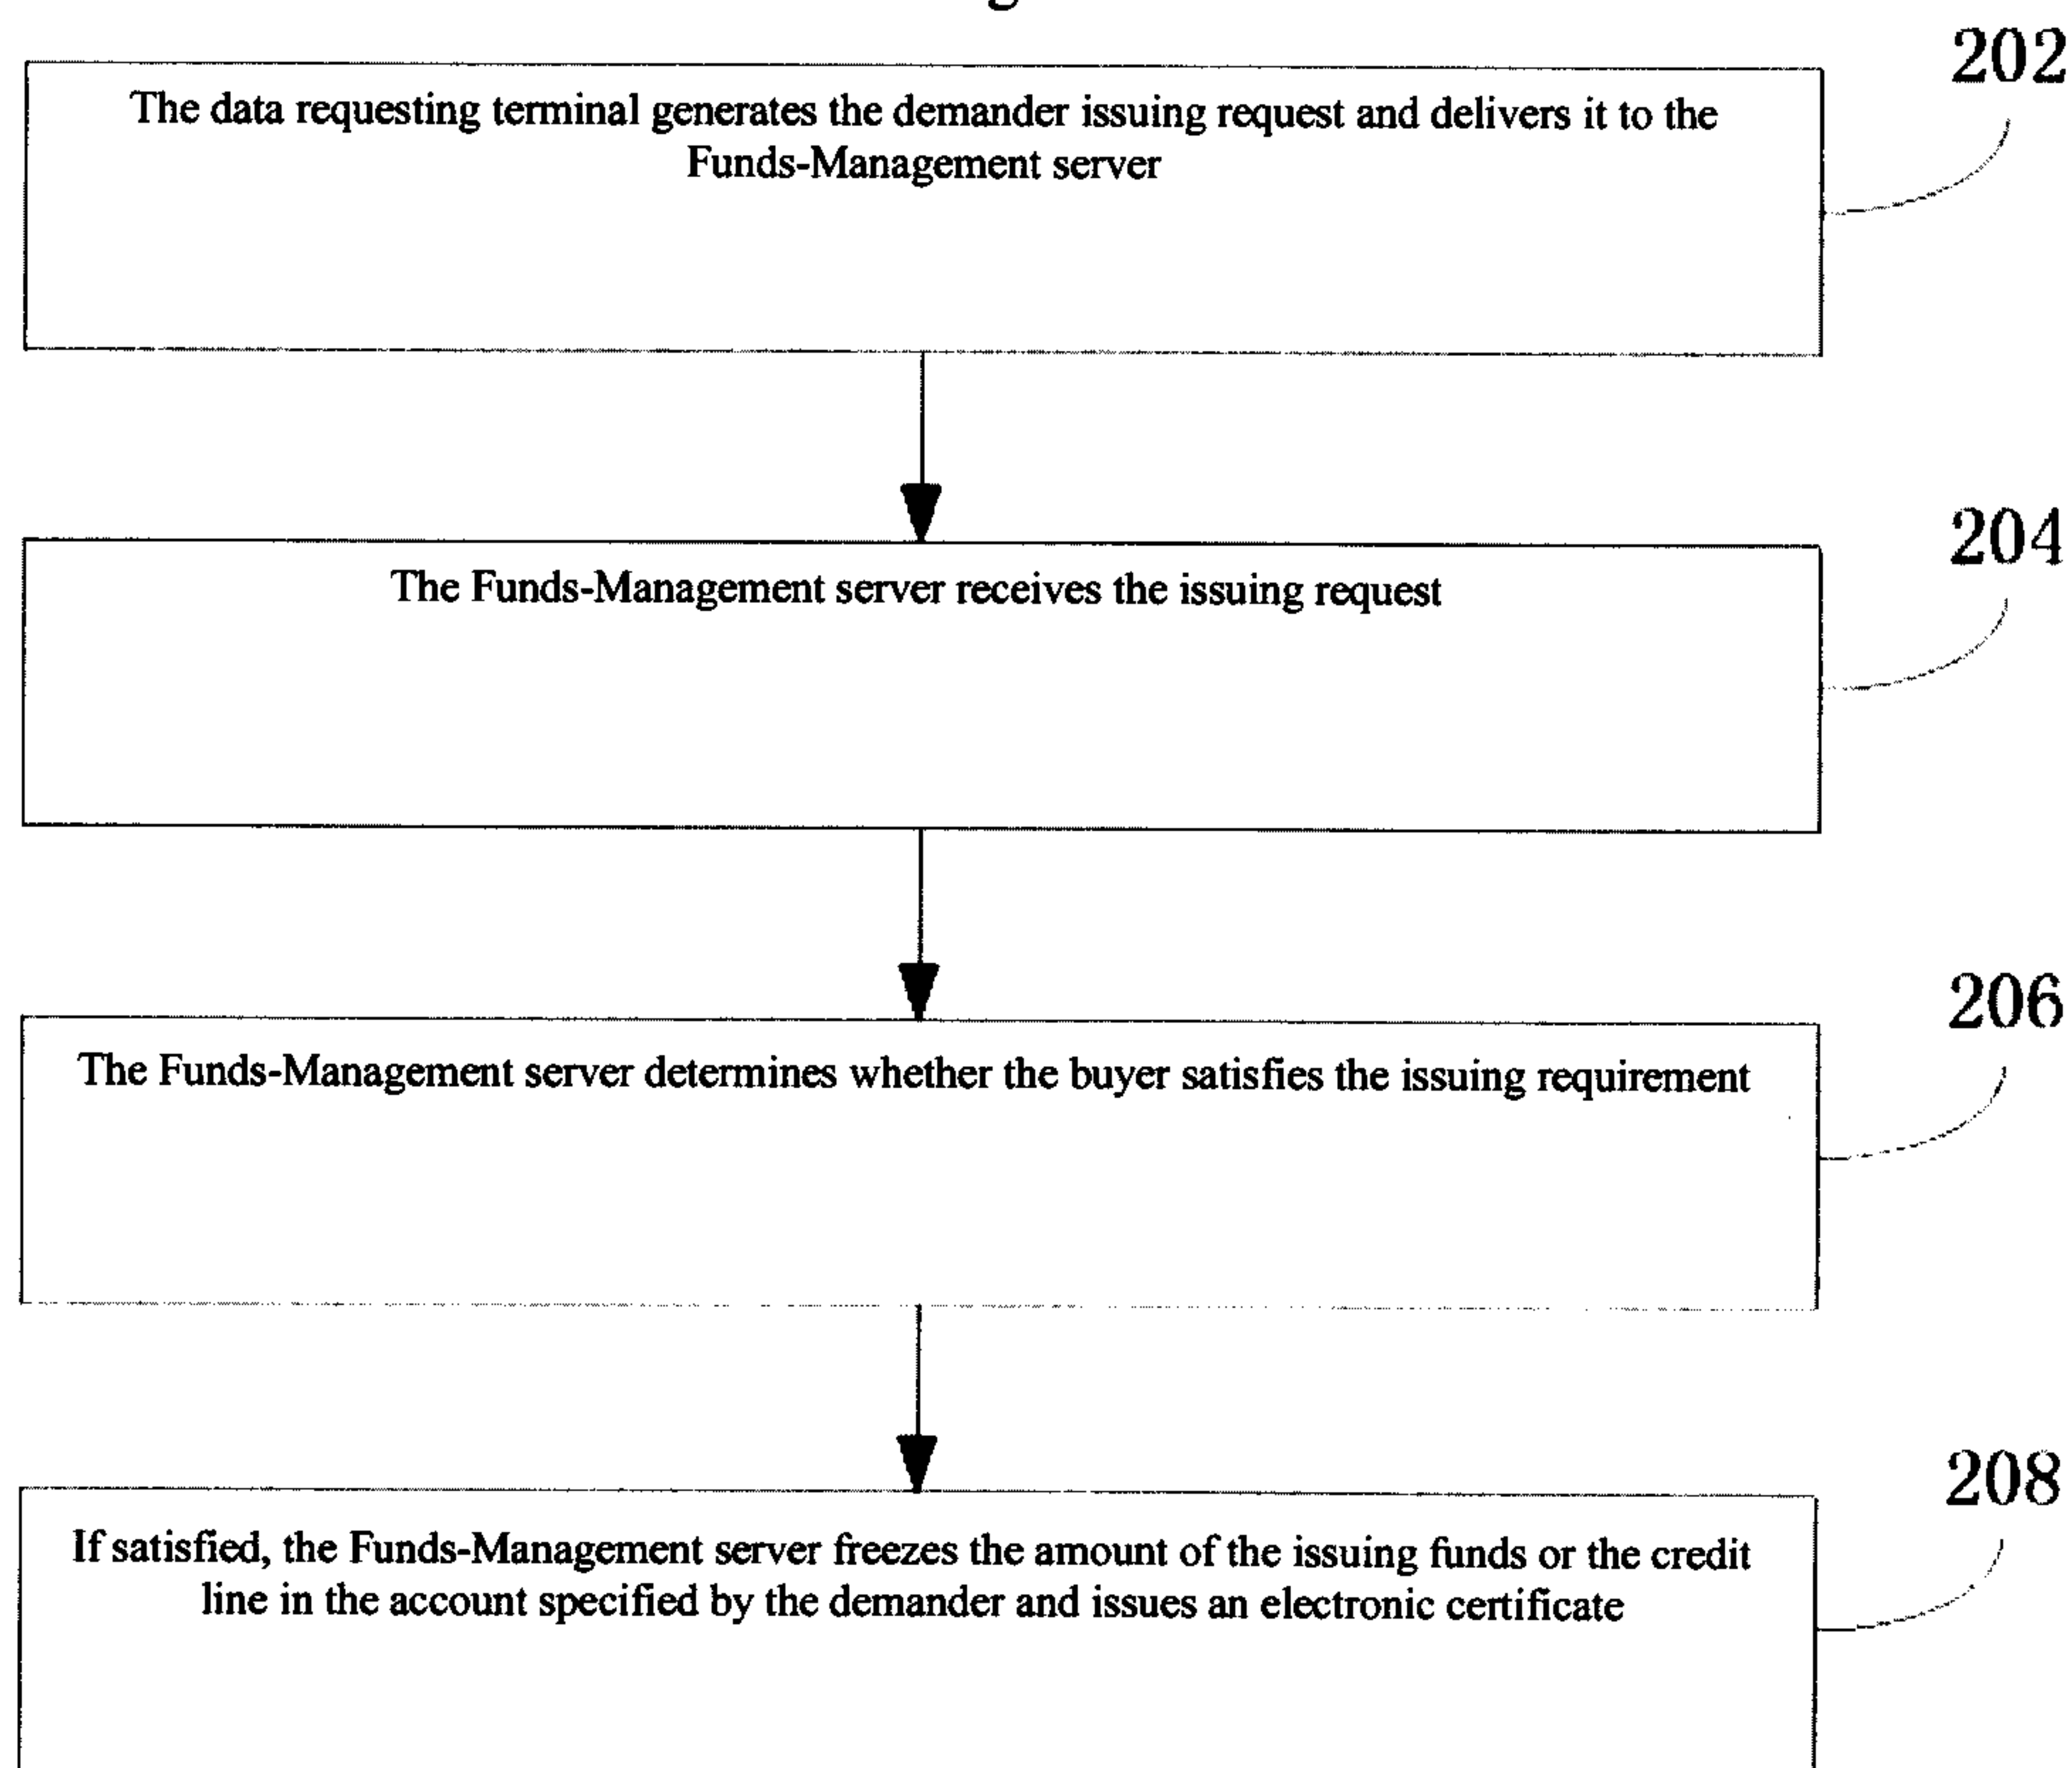 202
The data requesting terminal generates the demander issuing request and delivers it to the
Funds-Management server
204
The Funds-Management server receives the issuing request
206
The Funds-Management server determines whether the buyer satisfies the issuing requirement
208
If satisfied, the Funds-Management server freezes the amount of the issuing funds or the credit
line in the account specified by the demander and issues an electronic certificate